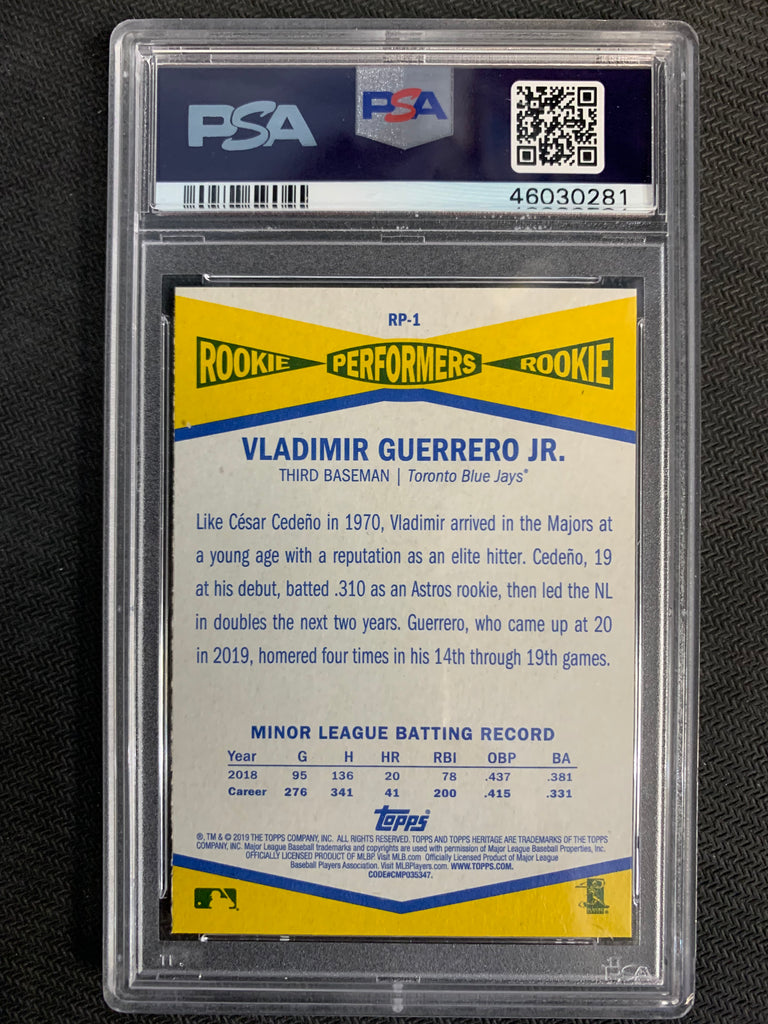 PSA
PSA
46030281
RP-1
ROOKIE PERFORMERS ROOKIE
VLADIMIR GUERRERO JR.
THIRD BASEMAN | Toronto Blue Jays®
Like César Cedeño in 1970, Vladimir arrived in the Majors at
a young age with a reputation as an elite hitter. Cedeño, 19
at his debut, batted .310 as an Astros rookie, then led the NL
in doubles the next two years. Guerrero, who came up at 20
in 2019, homered four times in his 14th through 19th games.
MINOR LEAGUE BATTING RECORD
Year G H HR RBI OBP BA
2018 95 136 20 78 .437 .381
Career 276 341 41 200 .415 .331
Topps®
®, TM & © 2019 THE TOPPS COMPANY, INC. ALL RIGHTS RESERVED. TOPPS AND TOPPS HERITAGE ARE TRADEMARKS OF THE TOPPS
COMPANY, INC. Major League Baseball trademarks and copyrights are used with permission of Major League Baseball Properties, Inc.
OFFICIALLY LICENSED PRODUCT OF MLBP. Visit MLB.com Officially Licensed Product of Major League
Baseball Players Association. Visit MLBPlayers.com. WWW.TOPPS.COM.
CODE#CMP035347.
PSA